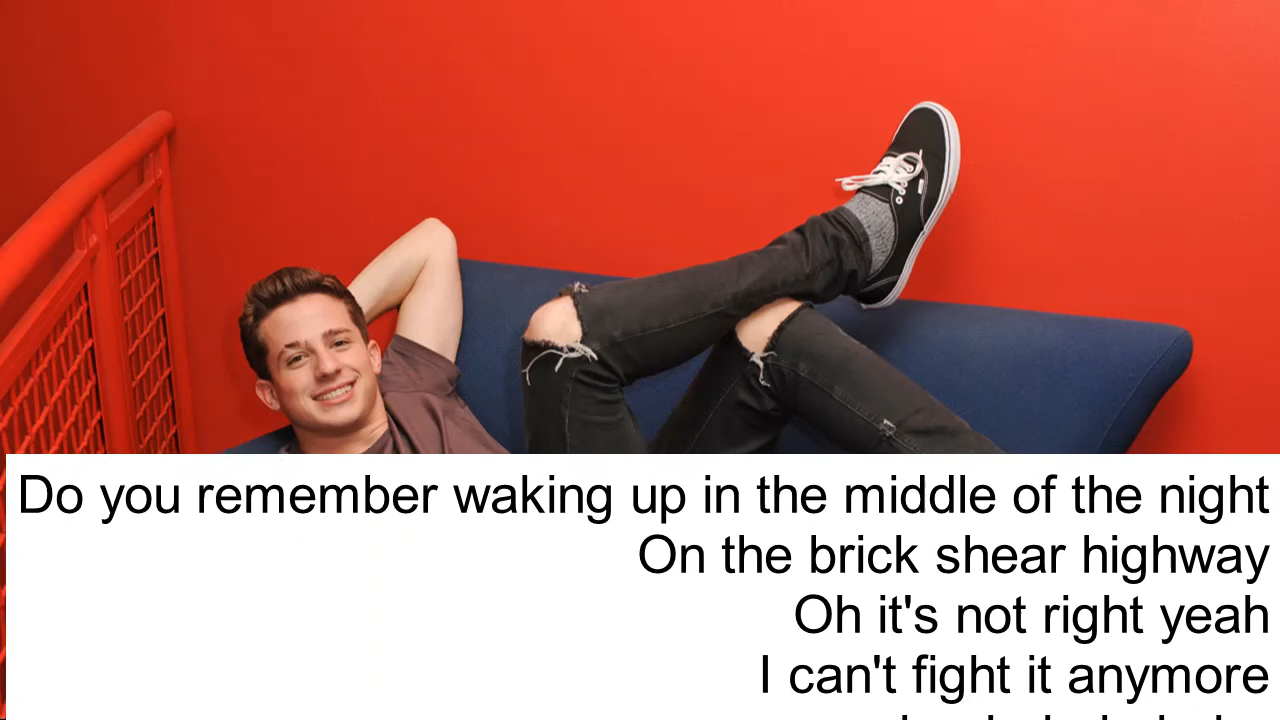 Do you remember waking up in the middle of the night
On the brick shear highway
Oh it's not right yeah
I can't fight it anymore